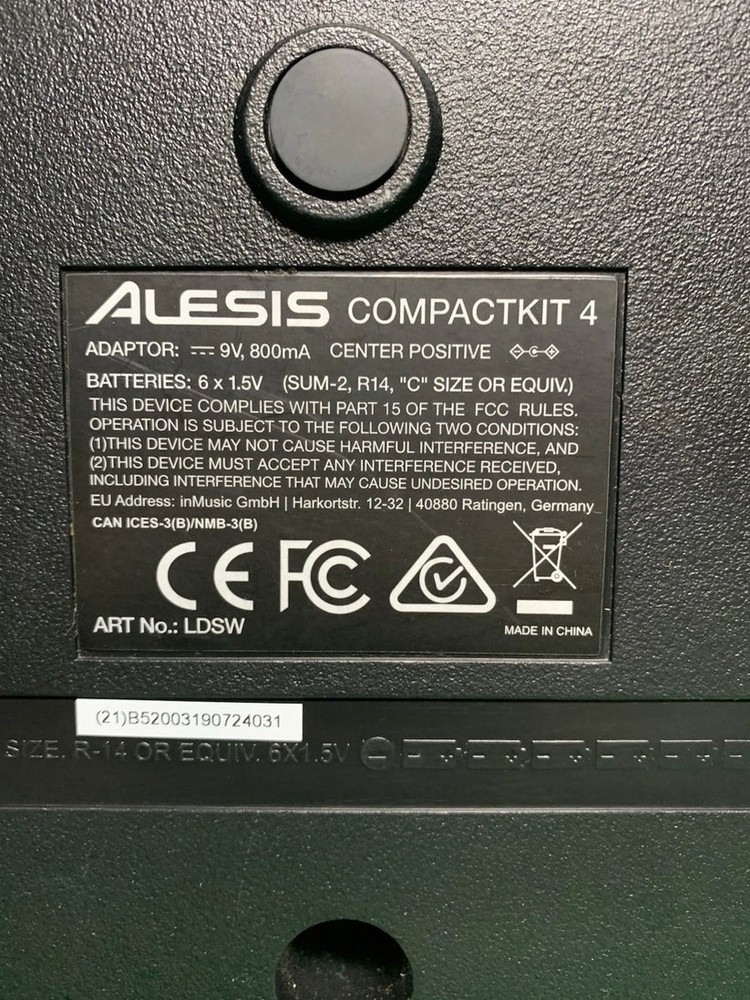 ALESIS COMPACTKIT 4
ADAPTOR: ⎓ 9V, 800mA CENTER POSITIVE
BATTERIES: 6 x 1.5V (SUM-2, R14, "C" SIZE OR EQUIV.)
THIS DEVICE COMPLIES WITH PART 15 OF THE FCC RULES.
OPERATION IS SUBJECT TO THE FOLLOWING TWO CONDITIONS:
(1)THIS DEVICE MAY NOT CAUSE HARMFUL INTERFERENCE, AND
(2)THIS DEVICE MUST ACCEPT ANY INTERFERENCE RECEIVED,
INCLUDING INTERFERENCE THAT MAY CAUSE UNDESIRED OPERATION.
EU Address: inMusic GmbH | Harkortstr. 12-32 | 40880 Ratingen, Germany
CAN ICES-3(B)/NMB-3(B)
CE FC
ART No.: LDSW
MADE IN CHINA
(21)B52003190724031
SIZE. R-14 OR EQUIV. 6X1.5V